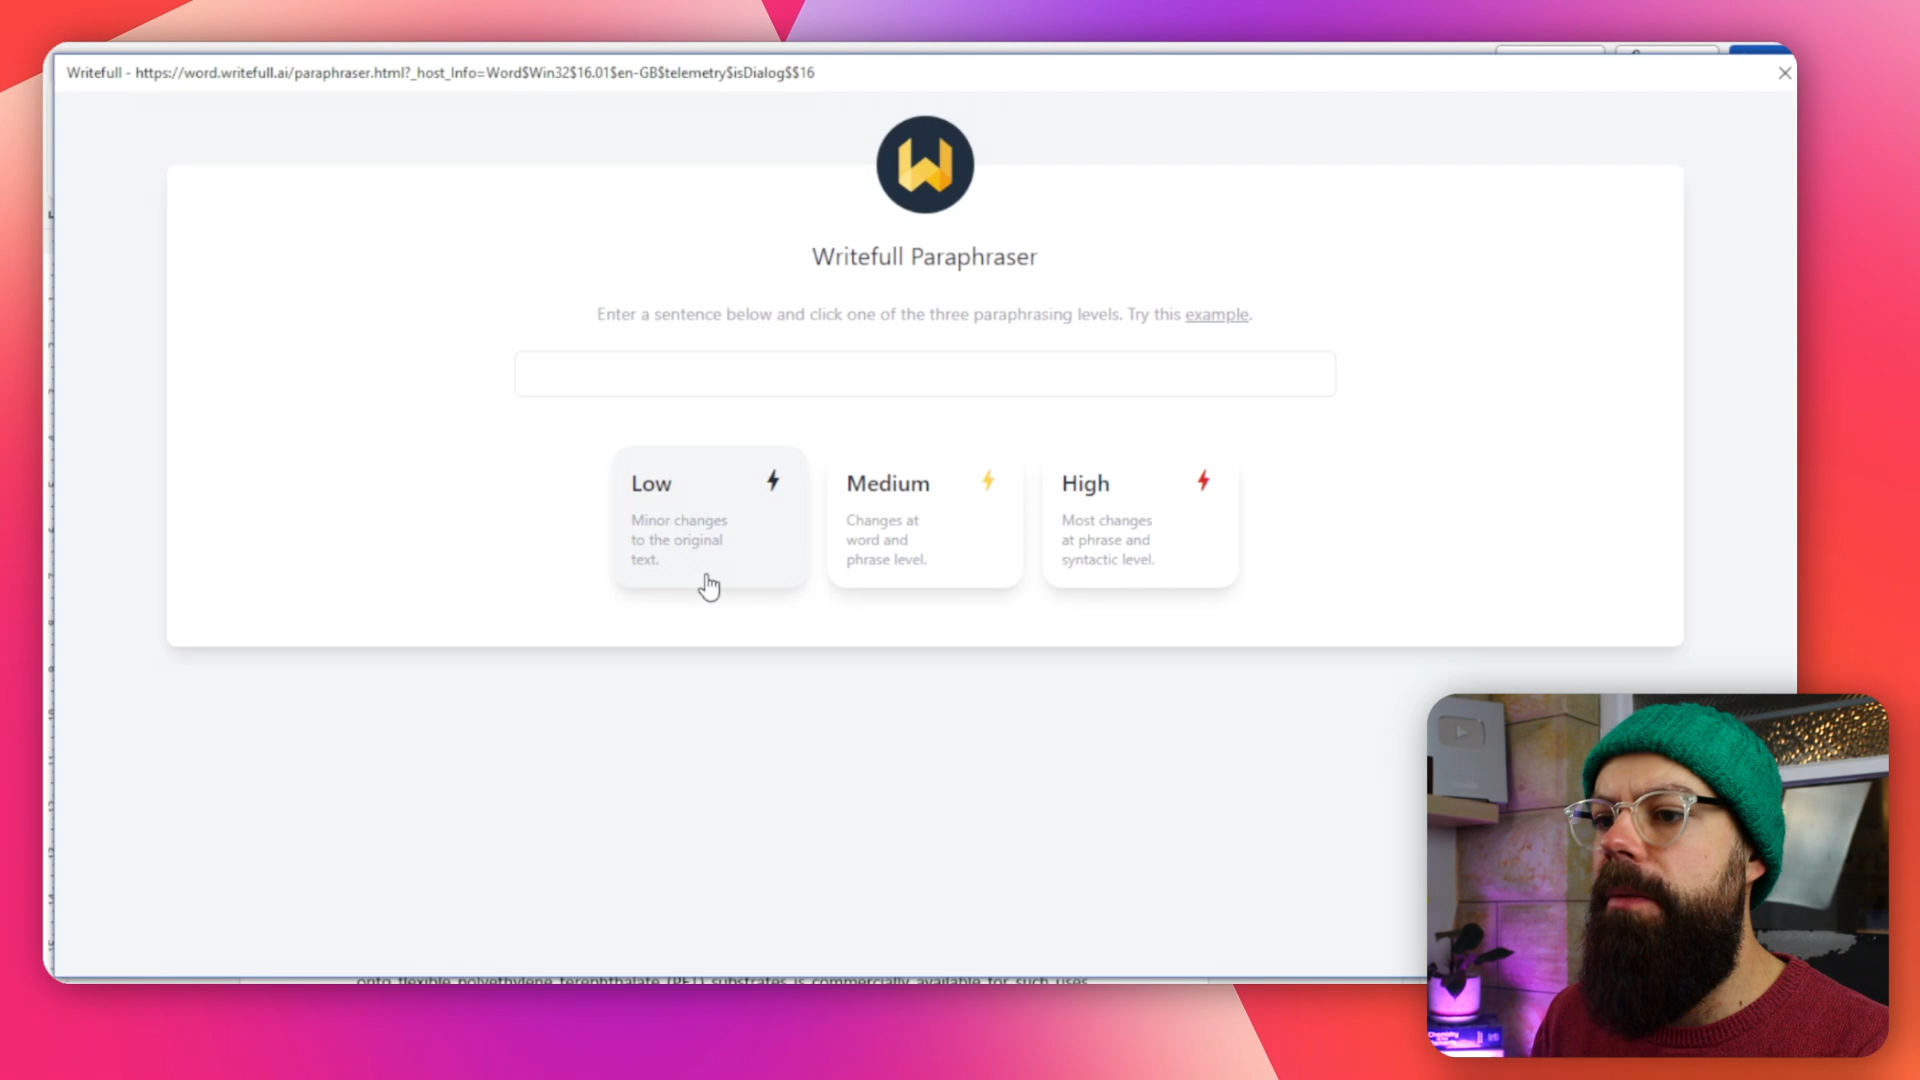 Writefull - https://word.writefull.ai/paraphraser.html?_host_Info=Word$Win32$16.01$en-GB$telemetry$isDialog$$16
Writefull Paraphraser
Enter a sentence below and click one of the three paraphrasing levels. Try this example.
Low
Minor changes
to the original
text.
Medium
Changes at
word and
phrase level.
High
Most changes
at phrase and
syntactic level.
onto flexible polyethylene terephthalate (PET) substrates is commercially available for such uses
Chemistry